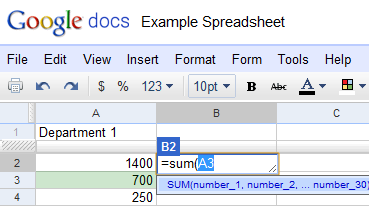 Google docs Example Spreadsheet
File Edit View Insert Format Form Tools Help
$ % 123 10pt B Abc A
A B C
1 Department 1
B2
2 1400 =sum(A3
3 700 SUM(number_1, number_2, ... number_30)
4 250